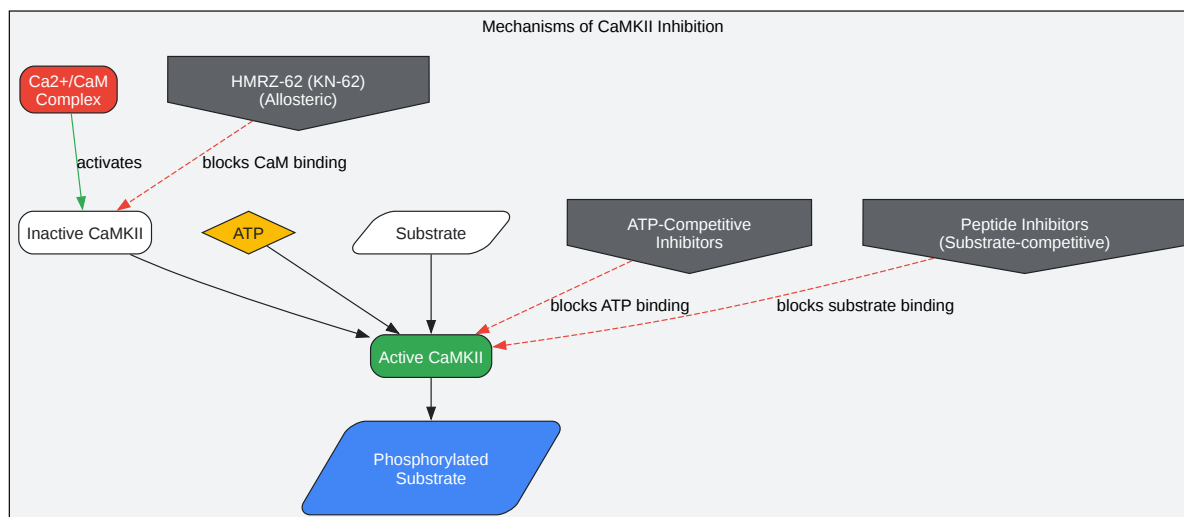 Mechanisms of CaMKII Inhibition
Ca2+/CaM
Complex
HMRZ-62 (KN-62)
(Allosteric)
activates
blocks CaM binding
Inactive CaMKII
ATP
Substrate
ATP-Competitive
Inhibitors
Peptide Inhibitors
(Substrate-competitive)
blocks ATP binding
blocks substrate binding
Active CaMKII
Phosphorylated
Substrate